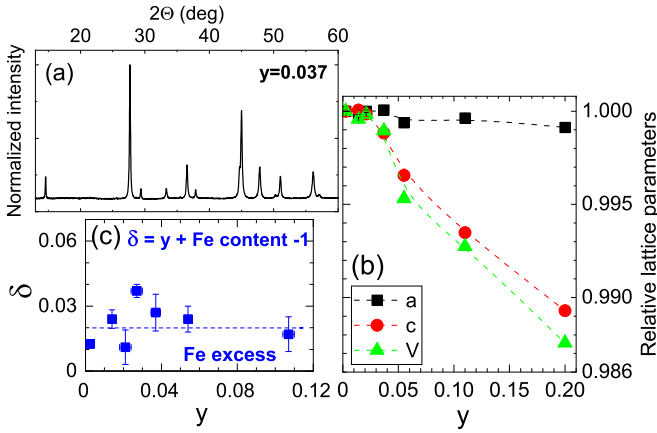 2Θ (deg)
20 30 40 50 60
Normalized intensity
(a)
y=0.037
(c)
δ = y + Fe content -1
0.06
0.03
0
δ
Fe excess
0 0.04 0.08 0.12
y
1.000
0.995
0.990
0.986
Relative lattice parameters
(b)
a
c
V
0 0.05 0.10 0.15 0.20
y